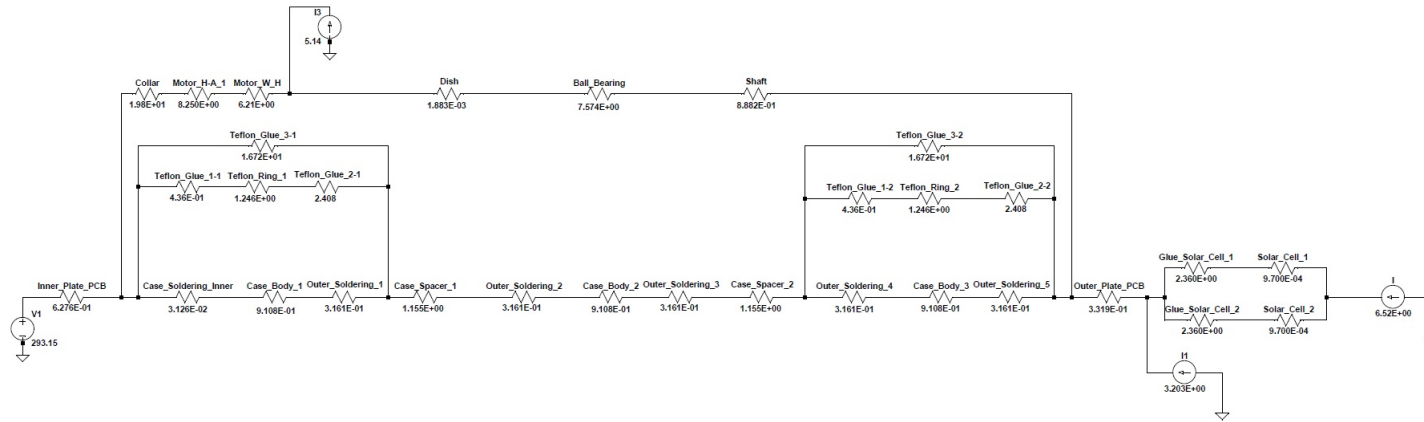 I3
5.14
Collar
1.98E+01
Motor_H-A_1
8.250E+00
Motor_W_H
6.21E+00
Dish
1.883E-03
Ball_Bearing
7.574E+00
Shaft
8.882E-01
Teflon_Glue_3-1
1.672E+01
Teflon_Glue_1-1
4.36E-01
Teflon_Ring_1
1.246E+00
Teflon_Glue_2-1
2.408
Teflon_Glue_3-2
1.672E+01
Teflon_Glue_1-2
4.36E-01
Teflon_Ring_2
1.246E+00
Teflon_Glue_2-2
2.408
Inner_Plate_PCB
6.276E-01
V1
293.15
Case_Soldering_Inner
3.126E-02
Case_Body_1
9.108E-01
Outer_Soldering_1
3.161E-01
Case_Spacer_1
1.155E+00
Outer_Soldering_2
3.161E-01
Case_Body_2
9.108E-01
Outer_Soldering_3
3.161E-01
Case_Spacer_2
1.155E+00
Outer_Soldering_4
3.161E-01
Case_Body_3
9.108E-01
Outer_Soldering_5
3.161E-01
Outer_Plate_PCB
3.319E-01
Glue_Solar_Cell_1
2.360E+00
Solar_Cell_1
9.700E-04
Glue_Solar_Cell_2
2.360E+00
Solar_Cell_2
9.700E-04
I
6.52E+00
I1
3.203E+00